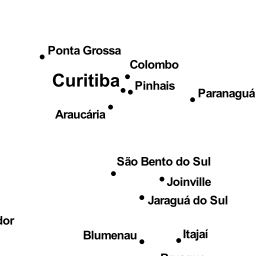 Ponta Grossa
Colombo
Curitiba
Pinhais
Paranaguá
Araucária
São Bento do Sul
Joinville
Jaraguá do Sul
dor
Blumenau
Itajaí